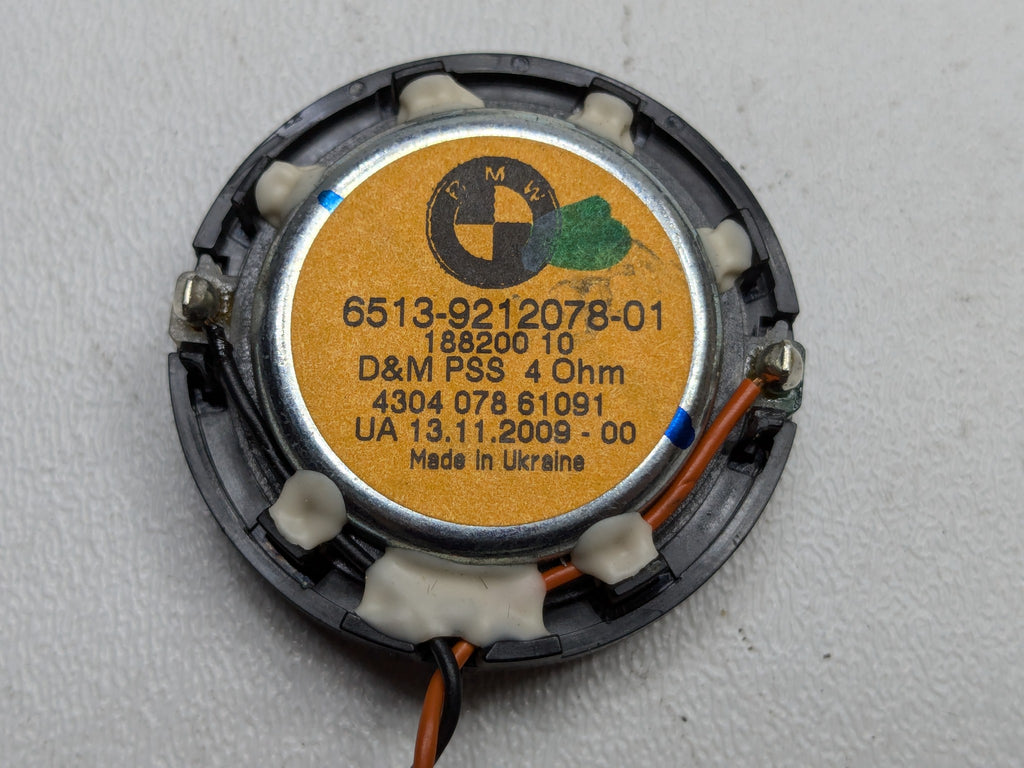 BMW
6513-9212078-01
188200 10
D&M PSS 4 Ohm
4304 078 61091
UA 13.11.2009 - 00
Made in Ukraine